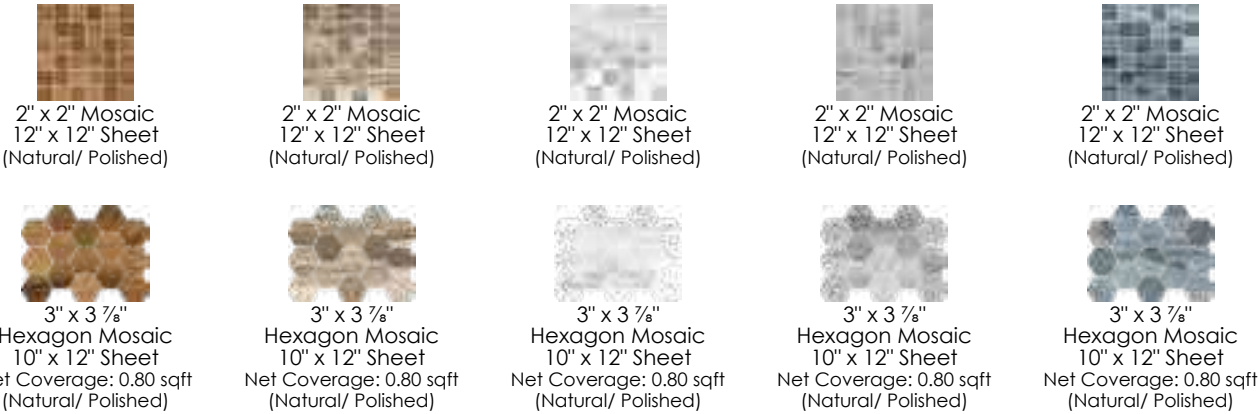 2" x 2" Mosaic
12" x 12" Sheet
(Natural/ Polished)
2" x 2" Mosaic
12" x 12" Sheet
(Natural/ Polished)
2" x 2" Mosaic
12" x 12" Sheet
(Natural/ Polished)
2" x 2" Mosaic
12" x 12" Sheet
(Natural/ Polished)
2" x 2" Mosaic
12" x 12" Sheet
(Natural/ Polished)
3" x 3 ⅞"
Hexagon Mosaic
10" x 12" Sheet
et Coverage: 0.80 sqft
(Natural/ Polished)
3" x 3 ⅞"
Hexagon Mosaic
10" x 12" Sheet
Net Coverage: 0.80 sqft
(Natural/ Polished)
3" x 3 ⅞"
Hexagon Mosaic
10" x 12" Sheet
Net Coverage: 0.80 sqft
(Natural/ Polished)
3" x 3 ⅞"
Hexagon Mosaic
10" x 12" Sheet
Net Coverage: 0.80 sqft
(Natural/ Polished)
3" x 3 ⅞"
Hexagon Mosaic
10" x 12" Sheet
Net Coverage: 0.80 sqft
(Natural/ Polished)